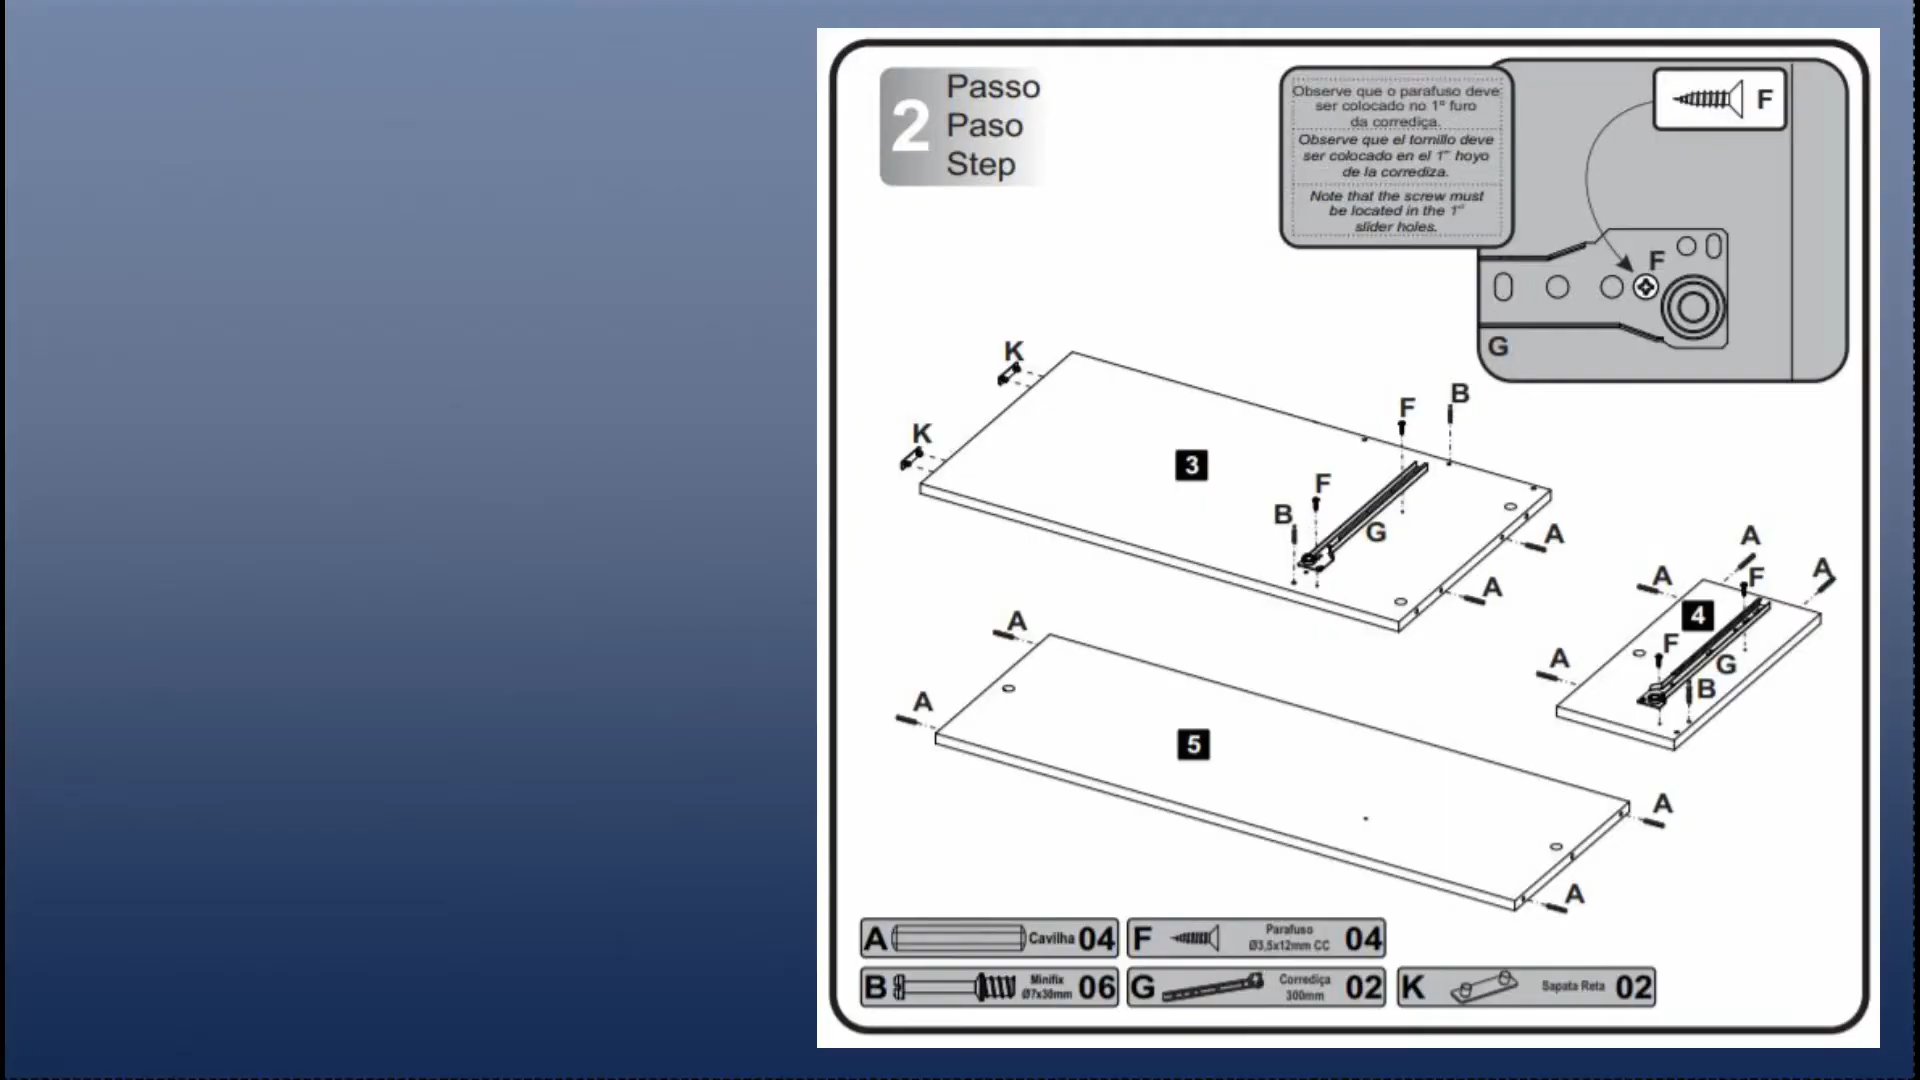 2
Passo
Paso
Step
Observe que o parafuso deve
ser colocado no 1º furo
da corrediça.
Observe que el tornillo deve
ser colocado en el 1er hoyo
de la corrediza.
Note that the screw must
be located in the 1st
slider holes.
F
F
G
K
K
3
F
B
F
B
G
A
A
A
A
A
F
A
4
F
A
G
B
A
A
5
A
A
A Cavilha 04
F Parafuso
Ø3,5x12mm CC 04
B Minifix
Ø7x30mm 06
G Corrediça
300mm 02
K Sapata Reta 02